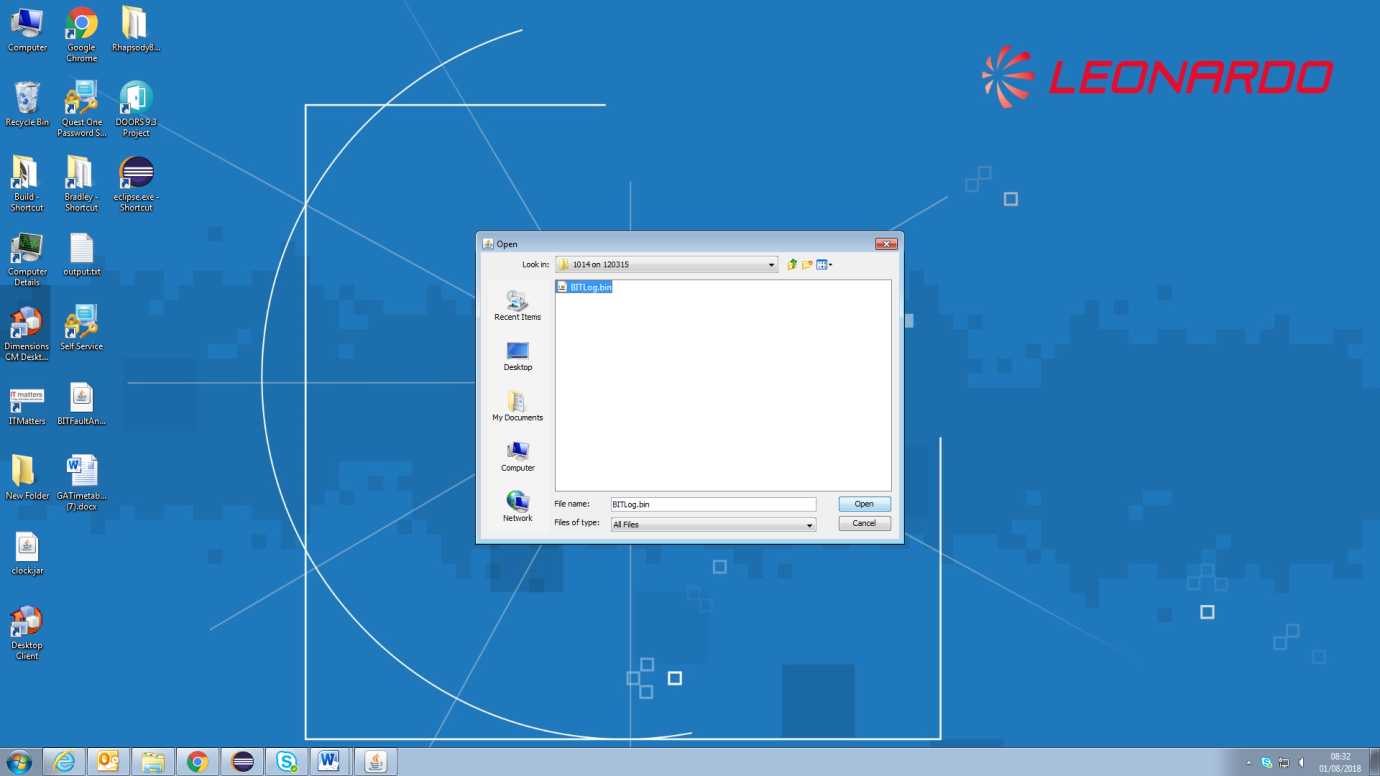 Computer
Google
Chrome
Rhapsody8...
Recycle Bin
Quest One
Password S...
DOORS 9.3
Project
Build -
Shortcut
Bradley -
Shortcut
eclipse.exe -
Shortcut
Computer
Details
output.txt
Dimensions
CM Deskt...
Self Service
IT matters
ITMatters
BITFaultAn...
New Folder
GATimetab...
(7).docx
clock.jar
Desktop
Client
LEONARDO
Open
Look in:
1014 on 120315
BITLog.bin
Recent Items
Desktop
My Documents
Computer
Network
File name:
BITLog.bin
Open
Files of type:
All Files
Cancel
08:32
01/08/2018